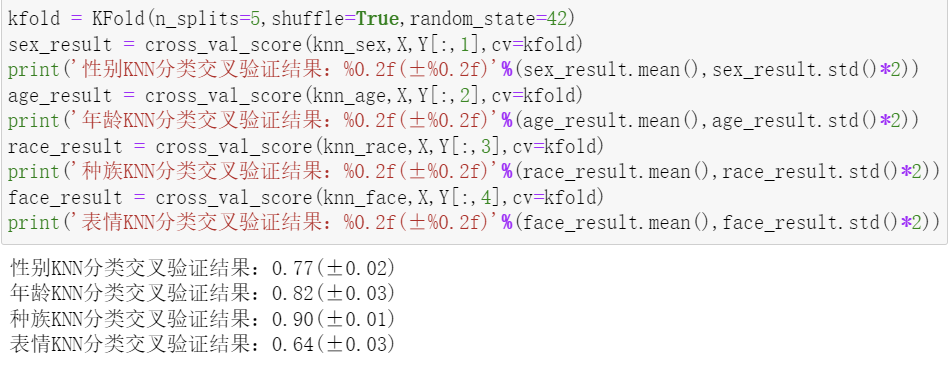 kfold = KFold(n_splits=5,shuffle=True,random_state=42)
sex_result = cross_val_score(knn_sex,X,Y[:,1],cv=kfold)
print('性别KNN分类交叉验证结果：%0.2f(±%0.2f)'%(sex_result.mean(),sex_result.std()*2))
age_result = cross_val_score(knn_age,X,Y[:,2],cv=kfold)
print('年龄KNN分类交叉验证结果：%0.2f(±%0.2f)'%(age_result.mean(),age_result.std()*2))
race_result = cross_val_score(knn_race,X,Y[:,3],cv=kfold)
print('种族KNN分类交叉验证结果：%0.2f(±%0.2f)'%(race_result.mean(),race_result.std()*2))
face_result = cross_val_score(knn_face,X,Y[:,4],cv=kfold)
print('表情KNN分类交叉验证结果：%0.2f(±%0.2f)'%(face_result.mean(),face_result.std()*2))
性别KNN分类交叉验证结果：0.77(±0.02)
年龄KNN分类交叉验证结果：0.82(±0.03)
种族KNN分类交叉验证结果：0.90(±0.01)
表情KNN分类交叉验证结果：0.64(±0.03)